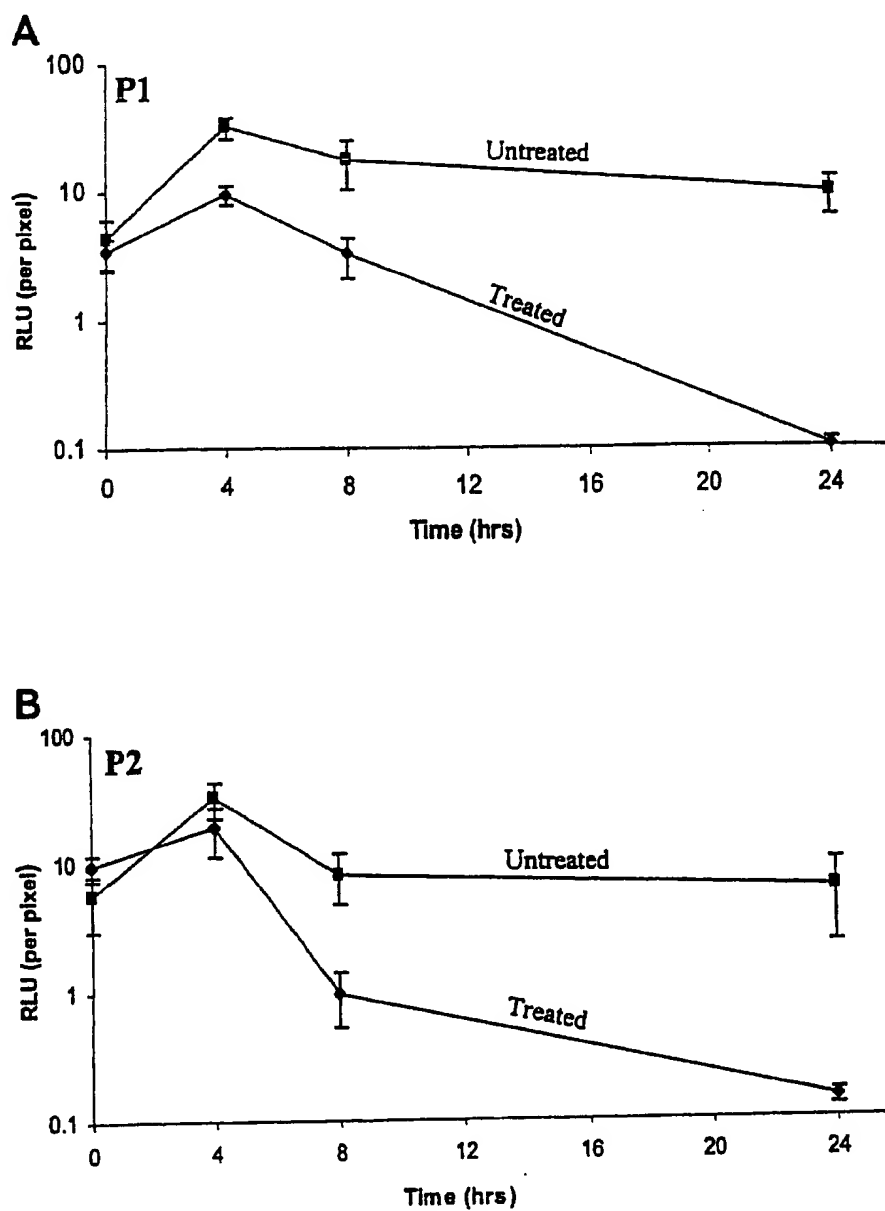 A
P1
100
10
1
0.1
RLU (per pixel)
Untreated
Treated
0 4 8 12 16 20 24
Time (hrs)
B
P2
100
10
1
0.1
RLU (per pixel)
Untreated
Treated
0 4 8 12 16 20 24
Time (hrs)